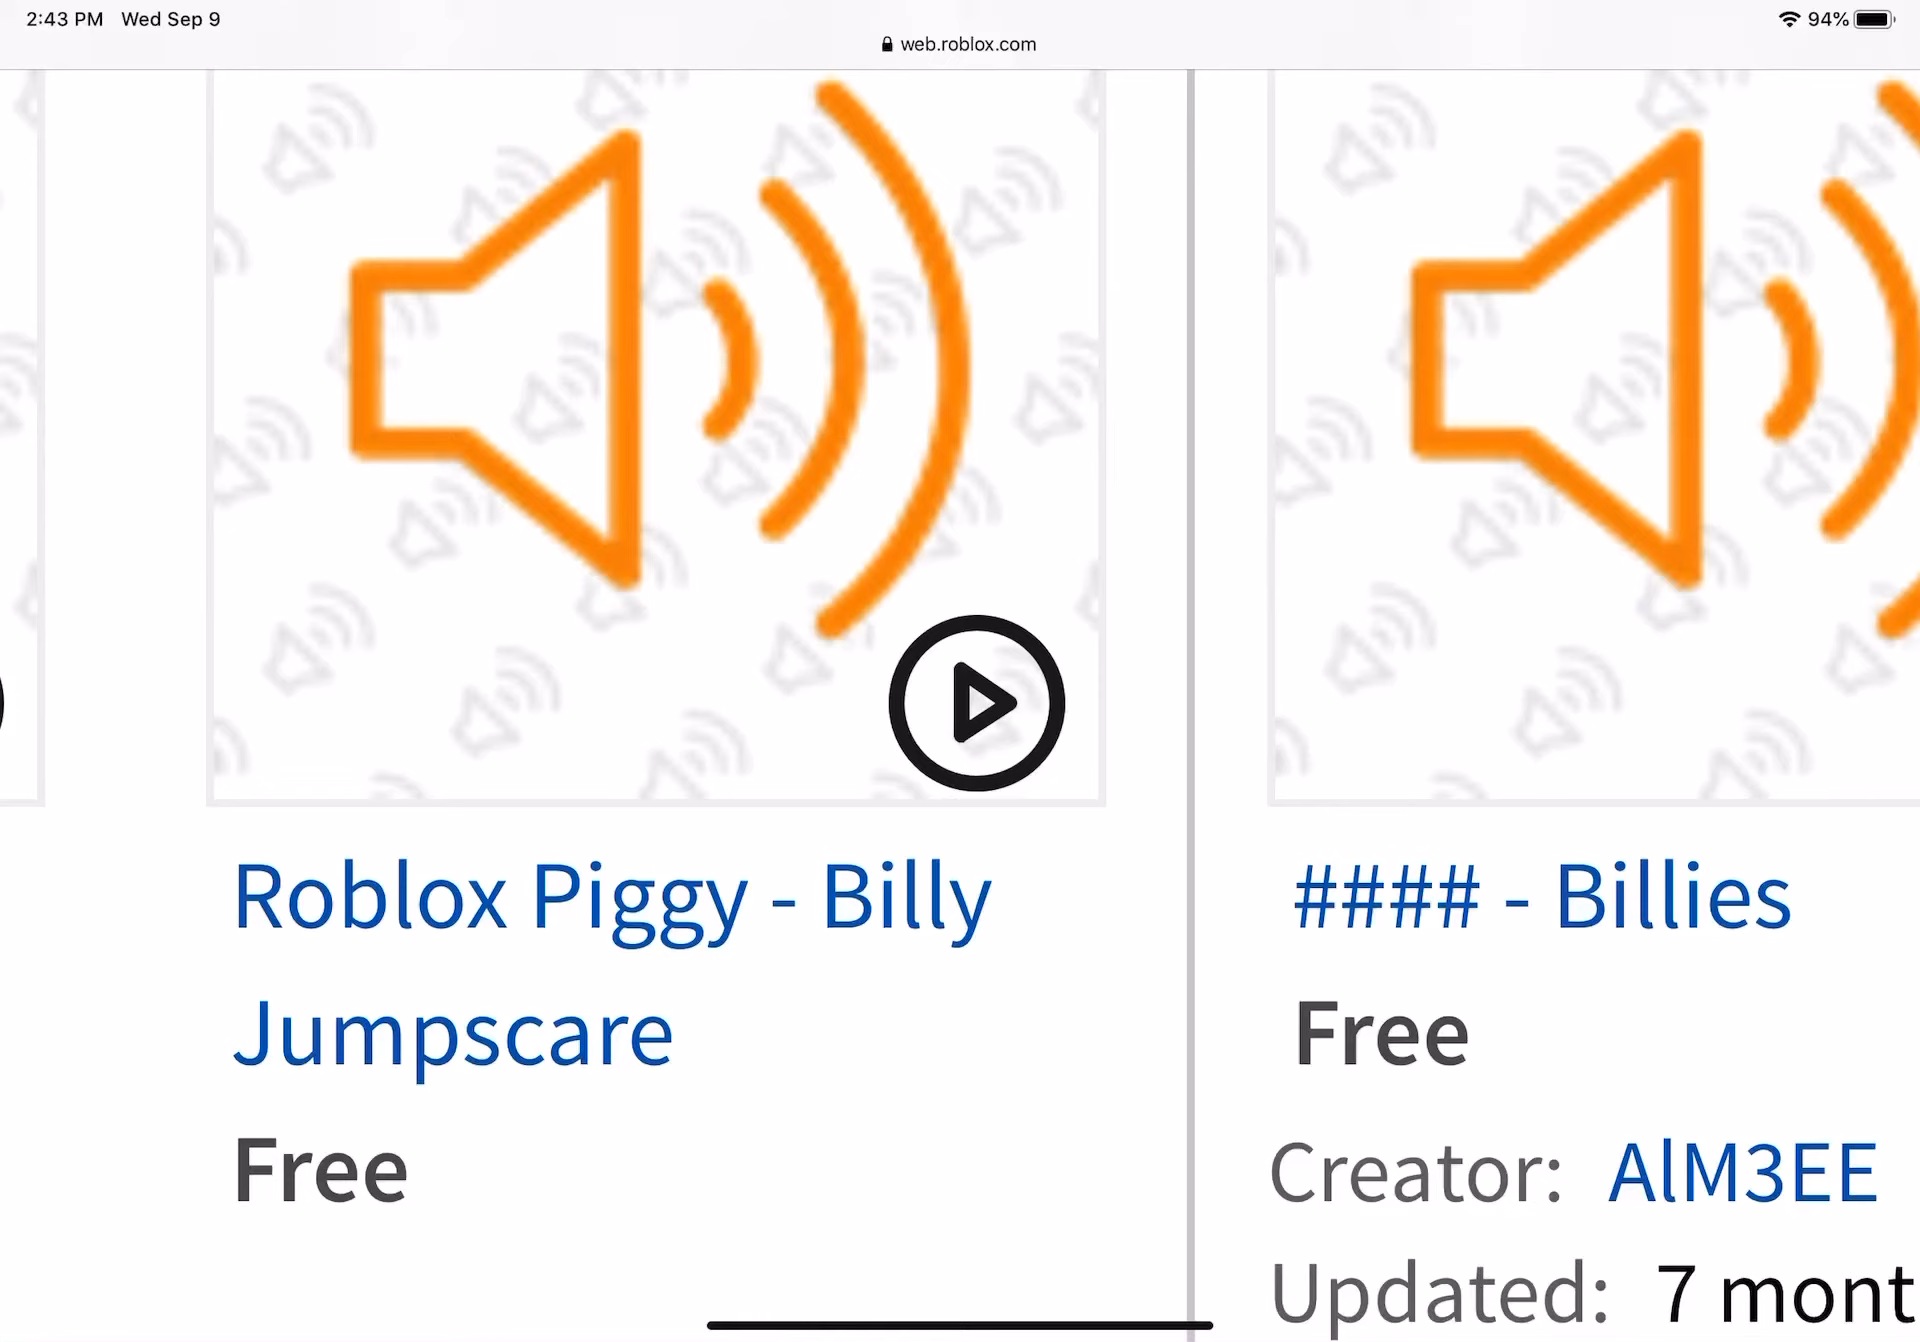 2:43 PM Wed Sep 9
94%
web.roblox.com
Roblox Piggy - Billy
Jumpscare
Free
#### - Billies
Free
Creator: AlM3EE
Updated: 7 mont